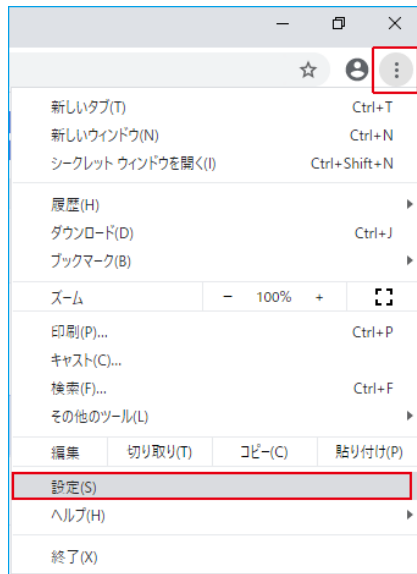 新しいタブ(T) Ctrl+T
新しいウィンドウ(N) Ctrl+N
シークレット ウィンドウを開く(I) Ctrl+Shift+N
履歴(H)
ダウンロード(D) Ctrl+J
ブックマーク(B)
ズーム － 100% +
印刷(P)... Ctrl+P
キャスト(C)...
検索(F)... Ctrl+F
その他のツール(L)
編集 切り取り(T) コピー(C) 貼り付け(P)
設定(S)
ヘルプ(H)
終了(X)